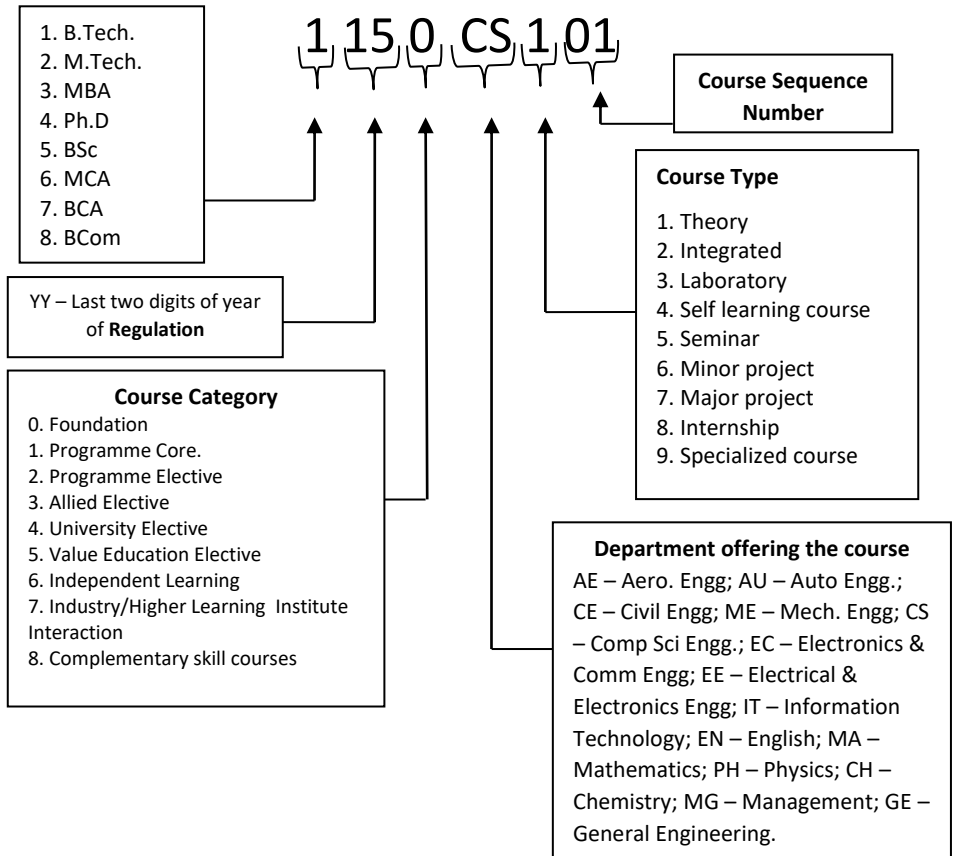 1 15 0 CS 1 01
1. B.Tech.
2. M.Tech.
3. MBA
4. Ph.D
5. BSc
6. MCA
7. BCA
8. BCom
Course Sequence
Number
Course Type
1. Theory
2. Integrated
3. Laboratory
4. Self learning course
5. Seminar
6. Minor project
7. Major project
8. Internship
9. Specialized course
YY – Last two digits of year
of Regulation
Course Category
0. Foundation
1. Programme Core.
2. Programme Elective
3. Allied Elective
4. University Elective
5. Value Education Elective
6. Independent Learning
7. Industry/Higher Learning Institute
Interaction
8. Complementary skill courses
Department offering the course
AE – Aero. Engg; AU – Auto Engg.;
CE – Civil Engg; ME – Mech. Engg; CS
– Comp Sci Engg.; EC – Electronics &
Comm Engg; EE – Electrical &
Electronics Engg; IT – Information
Technology; EN – English; MA –
Mathematics; PH – Physics; CH –
Chemistry; MG – Management; GE –
General Engineering.